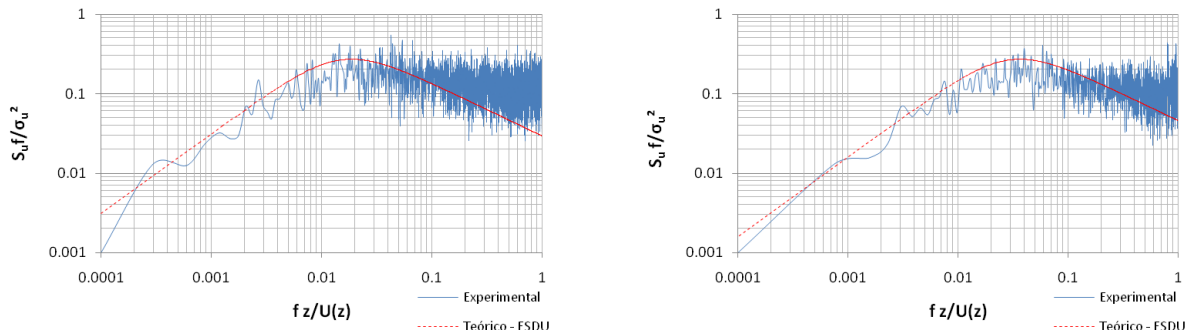 1
0.1
0.01
0.001
0.0001 0.001 0.01 0.1 1
Sᵤf/σᵤ²
f z/U(z)
Experimental
Teórico - ESDU
1
0.1
0.01
0.001
0.0001 0.001 0.01 0.1 1
Sᵤ f/σᵤ²
f z/U(z)
Experimental
Teórico - ESDU